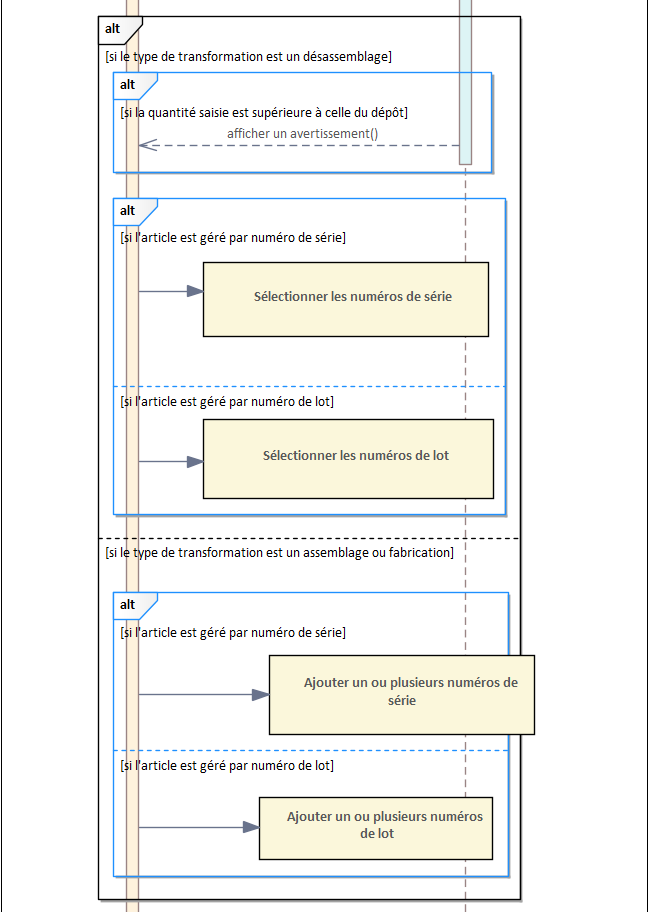 alt
[si le type de transformation est un désassemblage]
alt
[si la quantité saisie est supérieure à celle du dépôt]
afficher un avertissement()
alt
[si l'article est géré par numéro de série]
Sélectionner les numéros de série
[si l'article est géré par numéro de lot]
Sélectionner les numéros de lot
[si le type de transformation est un assemblage ou fabrication]
alt
[si l'article est géré par numéro de série]
Ajouter un ou plusieurs numéros de
série
[si l'article est géré par numéro de lot]
Ajouter un ou plusieurs numéros
de lot